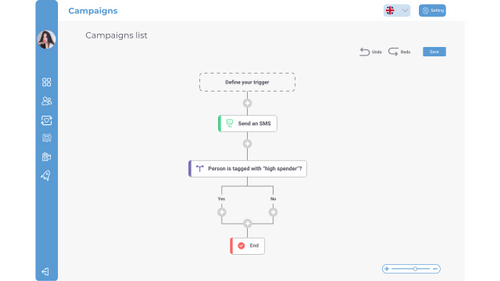 Campaigns
Setting
Campaigns list
Undo
Redo
Save
Define your trigger
Send an SMS
Person is tagged with "high spender"?
Yes
No
End